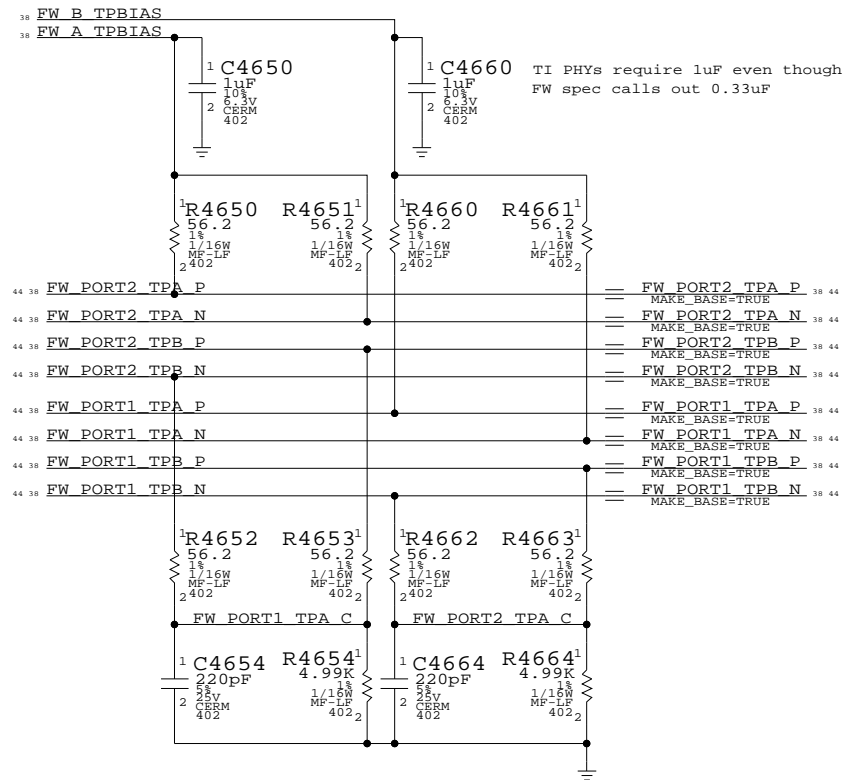 38 FW_B_TPBIAS
38 FW_A_TPBIAS
1 C4650
1uF
10%
6.3V
2 CERM
402
1 C4660
1uF
10%
6.3V
2 CERM
402
TI PHYs require 1uF even though
FW spec calls out 0.33uF
1 R4650
56.2
1%
1/16W
MF-LF
2 402
R4651 1
56.2
1%
1/16W
MF-LF
402 2
1 R4660
56.2
1%
1/16W
MF-LF
2 402
R4661 1
56.2
1%
1/16W
MF-LF
402 2
44 38 FW_PORT2_TPA_P FW_PORT2_TPA_P 38 44
MAKE_BASE=TRUE
44 38 FW_PORT2_TPA_N FW_PORT2_TPA_N 38 44
MAKE_BASE=TRUE
44 38 FW_PORT2_TPB_P FW_PORT2_TPB_P 38 44
MAKE_BASE=TRUE
44 38 FW_PORT2_TPB_N FW_PORT2_TPB_N 38 44
MAKE_BASE=TRUE
44 38 FW_PORT1_TPA_P FW_PORT1_TPA_P 38 44
MAKE_BASE=TRUE
44 38 FW_PORT1_TPA_N FW_PORT1_TPA_N 38 44
MAKE_BASE=TRUE
44 38 FW_PORT1_TPB_P FW_PORT1_TPB_P 38 44
MAKE_BASE=TRUE
44 38 FW_PORT1_TPB_N FW_PORT1_TPB_N 38 44
MAKE_BASE=TRUE
1 R4652
56.2
1%
1/16W
MF-LF
2 402
R4653 1
56.2
1%
1/16W
MF-LF
402 2
1 R4662
56.2
1%
1/16W
MF-LF
2 402
R4663 1
56.2
1%
1/16W
MF-LF
402 2
FW_PORT1_TPA_C
FW_PORT2_TPA_C
1 C4654
220pF
5%
25V
2 CERM
402
R4654 1
4.99K
1%
1/16W
MF-LF
402 2
1 C4664
220pF
5%
25V
2 CERM
402
R4664 1
4.99K
1%
1/16W
MF-LF
402 2